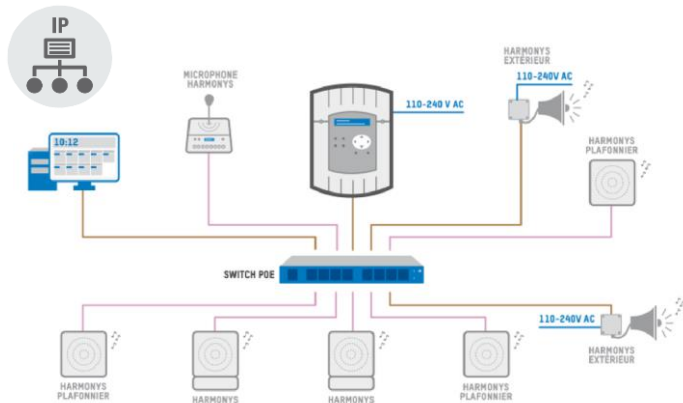 IP
HARMONYS
EXTÉRIEUR
110-240V AC
MICROPHONE
HARMONYS
110-240 V AC
10:12
HARMONYS
PLAFONNIER
SWITCH POE
110-240V AC
HARMONYS
EXTÉRIEUR
HARMONYS
PLAFONNIER
HARMONYS
HARMONYS
HARMONYS
PLAFONNIER